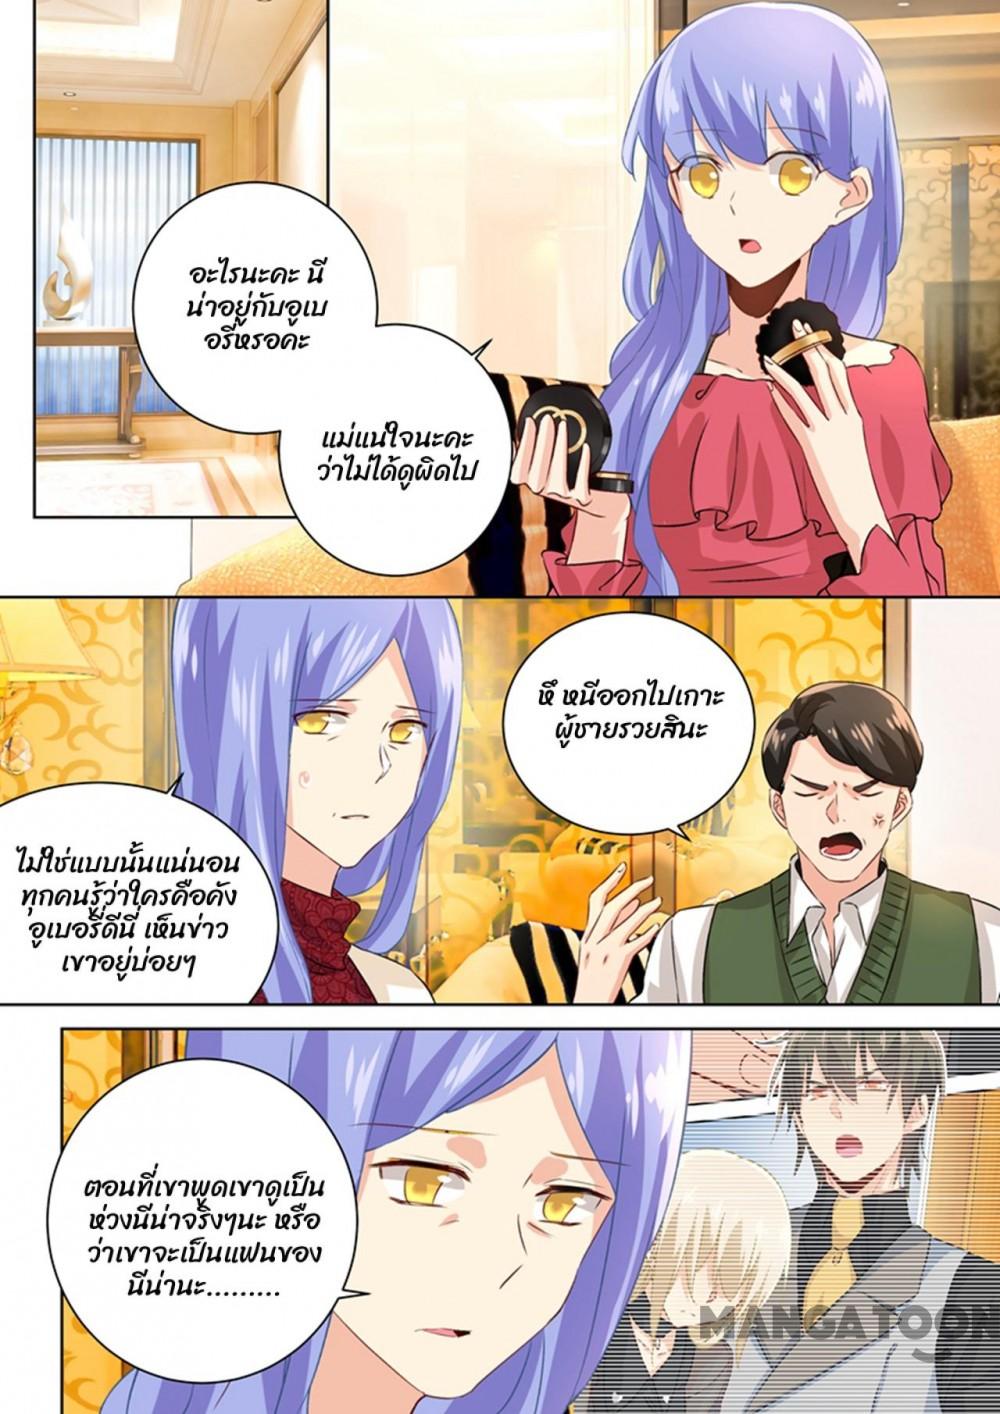 อะไรนะคะ นี
น่าอยู่กับอูเบ
อรี่หรอคะ
แม่แน่ใจนะคะ
ว่าไม่ได้ดูผิดไป
หึ หนีออกไปเกาะ
ผู้ชายรวยสินะ
ไม่ใช่แบบนั้นแน่นอน
ทุกคนรู้ว่าใครคือคัง
อูเบอรี่ดีนี่ เห็นข่าว
เขาอยู่บ่อยๆ
ตอนที่เขาพูดเขาดูเป็น
ห่วงนีน่าจริงๆนะ หรือ
ว่าเขาจะเป็นแฟนของ
นีน่านะ.........
MANGATOON